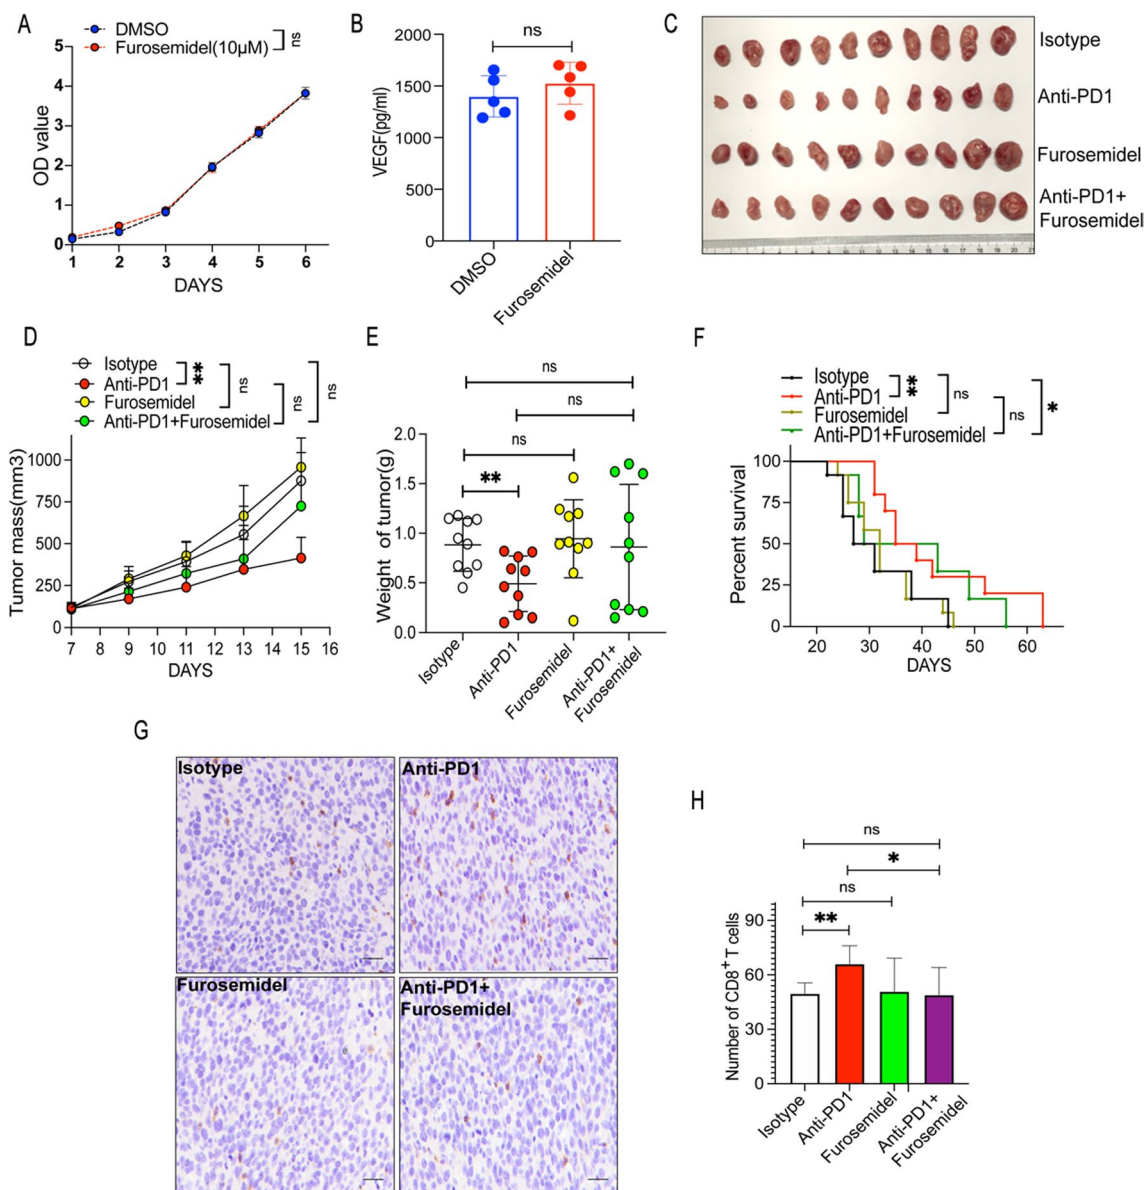 A
DMSO
Furosemidel(10μM)
ns
OD value
5
4
3
2
1
0
1 2 3 4 5 6
DAYS
B
ns
VEGF(pg/ml)
2000
1500
1000
500
0
DMSO
Furosemidel
C
Isotype
Anti-PD1
Furosemidel
Anti-PD1+
Furosemidel
D
Isotype
Anti-PD1
Furosemidel
Anti-PD1+Furosemidel
**
ns
ns
ns
Tumor mass(mm3)
1000
750
500
250
0
7 8 9 10 11 12 13 14 15 16
DAYS
E
ns
ns
ns
**
Weight of tumor(g)
2.0
1.5
1.0
0.5
0.0
Isotype
Anti-PD1
Furosemidel
Anti-PD1+
Furosemidel
F
Isotype
Anti-PD1
Furosemidel
Anti-PD1+Furosemidel
**
ns
ns
*
Percent survival
100
75
50
25
0
20 30 40 50 60
DAYS
G
Isotype
Anti-PD1
Furosemidel
Anti-PD1+
Furosemidel
H
ns
*
ns
**
Number of CD8+ T cells
90
60
30
0
Isotype
Anti-PD1
Furosemidel
Anti-PD1+
Furosemidel